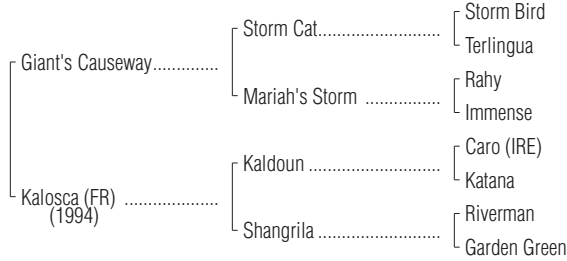 Storm Bird
Storm Cat..............................
Terlingua
Giant's Causeway...............
Rahy
Mariah's Storm ..................
Immense
Caro (IRE)
Kaldoun ................................
Katana
Kalosca (FR) ......................
(1994)
Riverman
Shangrila .............................
Garden Green